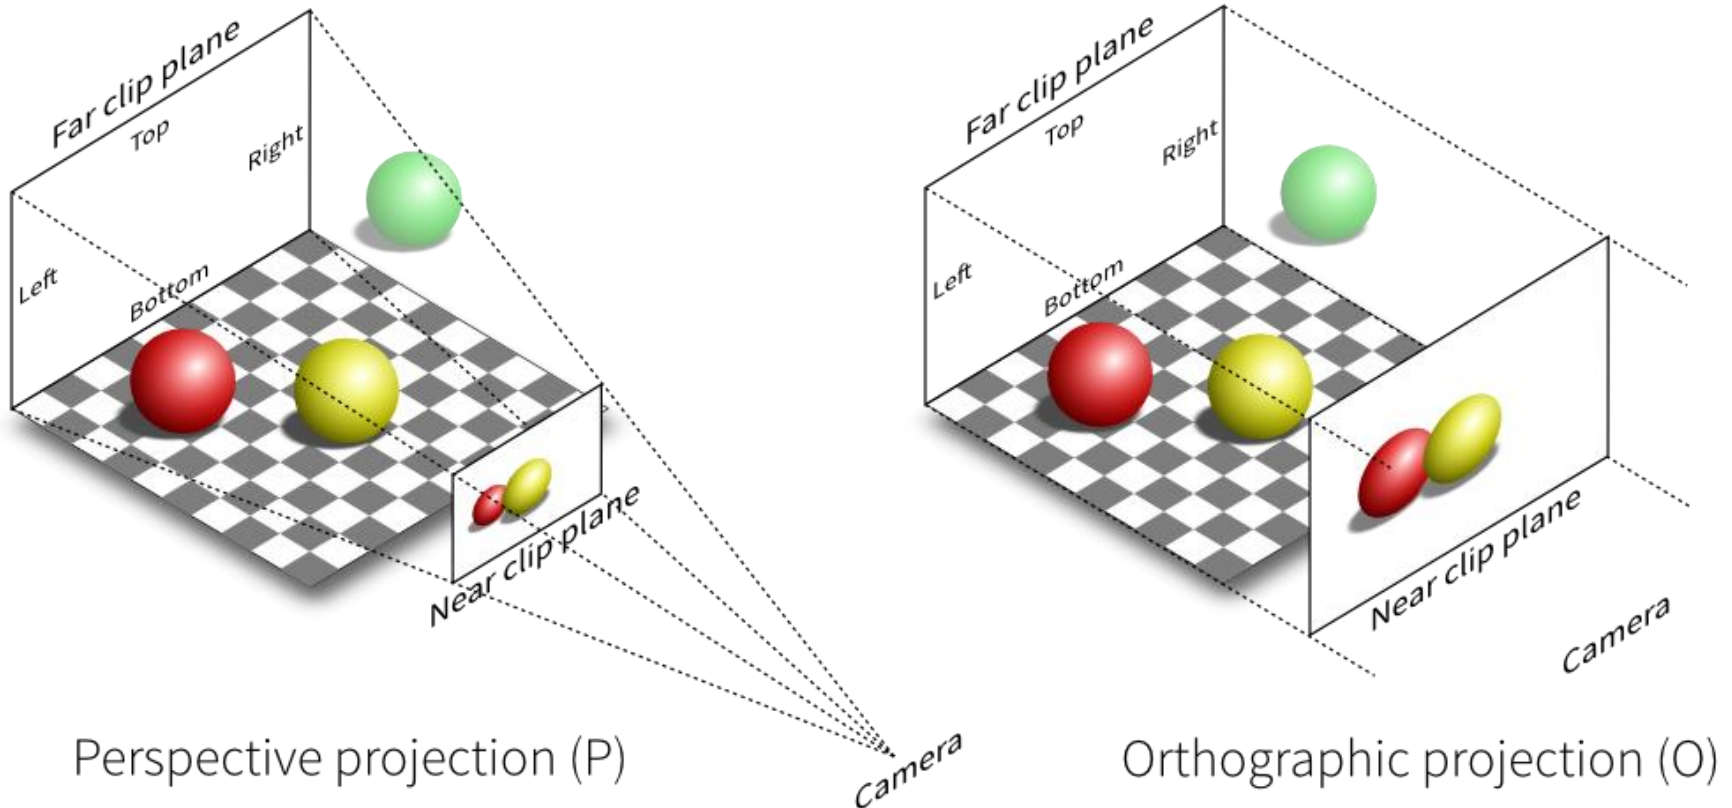 Far clip plane
Top
Right
Left
Bottom
Near clip plane
Camera
Perspective projection (P)
Far clip plane
Top
Right
Left
Bottom
Near clip plane
Camera
Orthographic projection (O)